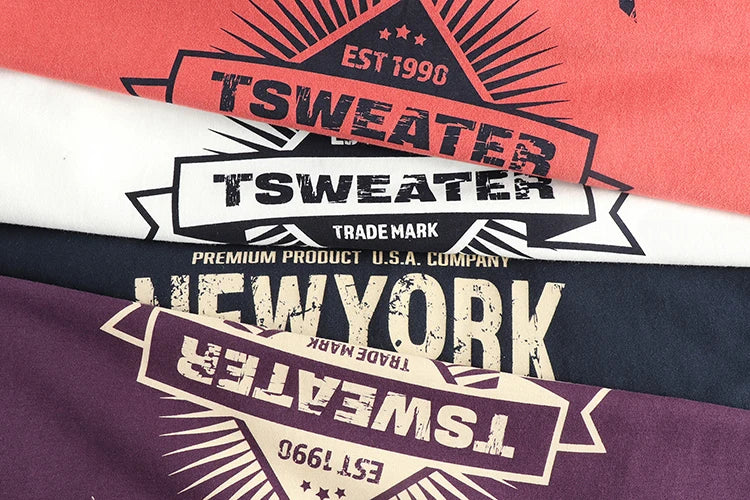 EST 1990
TSWEATER
TSWEATER
TRADE MARK
PREMIUM PRODUCT U.S.A. COMPANY
NEWYORK
TRADE MARK
TSWEATER
EST 1990